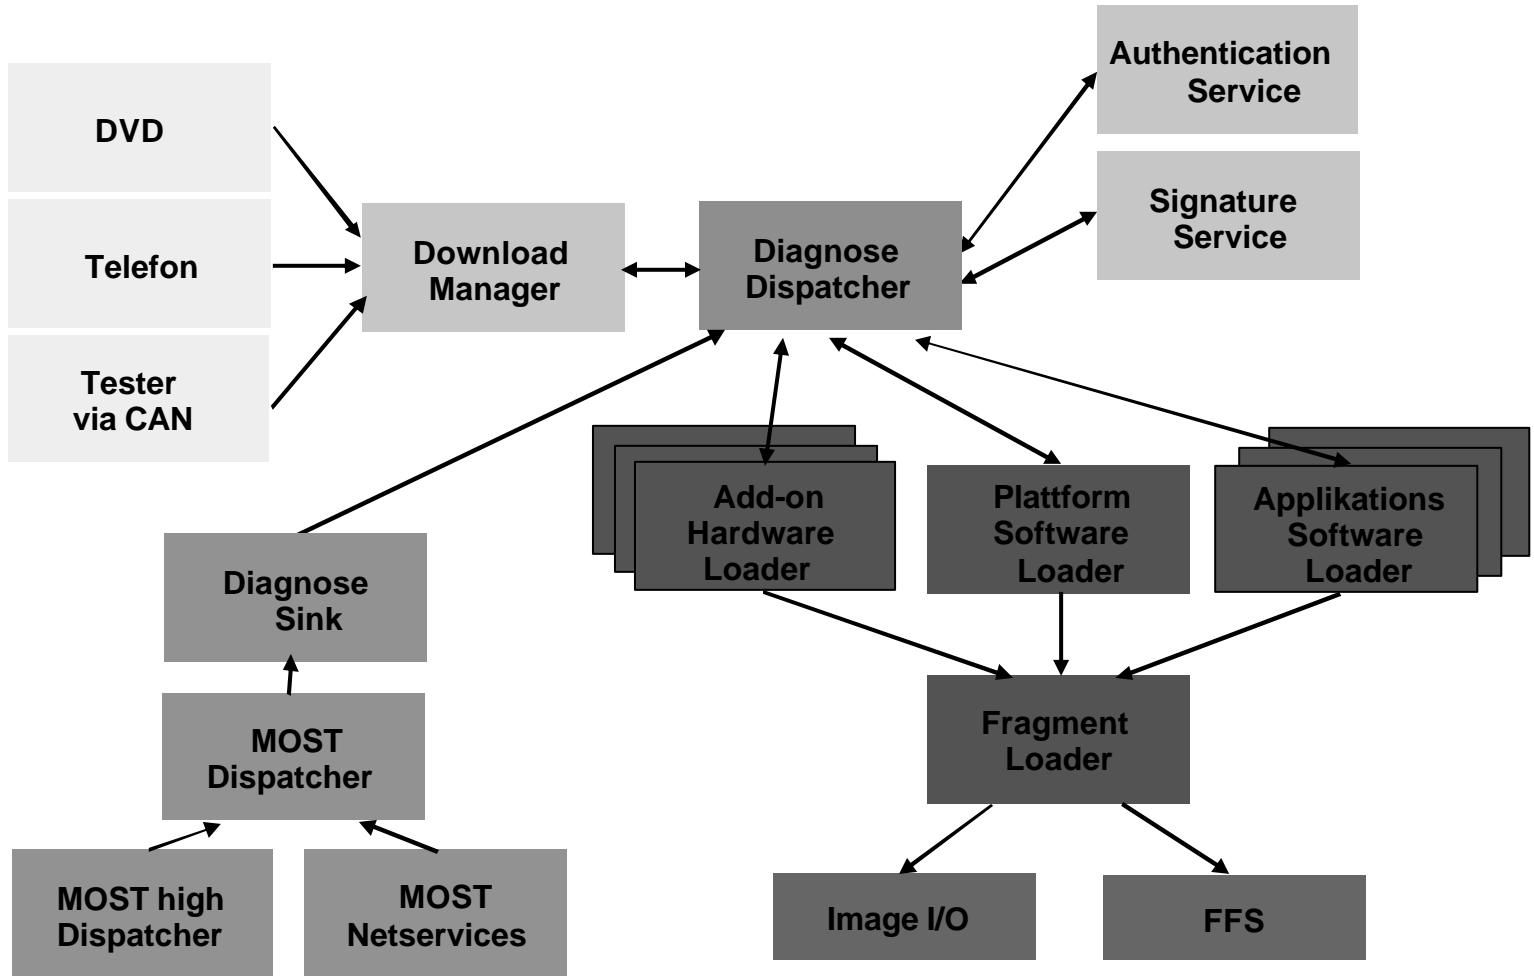 Authentication
Service
DVD
Signature
Service
Telefon
Download
Manager
Diagnose
Dispatcher
Tester
via CAN
Add-on
Hardware
Loader
Plattform
Software
Loader
Applikations
Software
Loader
Diagnose
Sink
MOST
Dispatcher
Fragment
Loader
MOST high
Dispatcher
MOST
Netservices
Image I/O
FFS